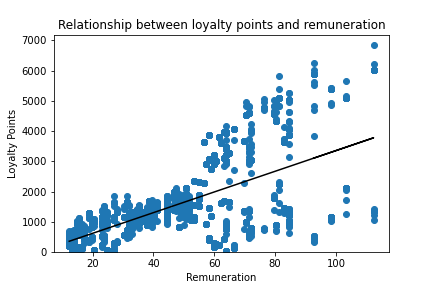 Relationship between loyalty points and remuneration
7000
6000
5000
4000
3000
2000
1000
0
Loyalty Points
20 40 60 80 100
Remuneration